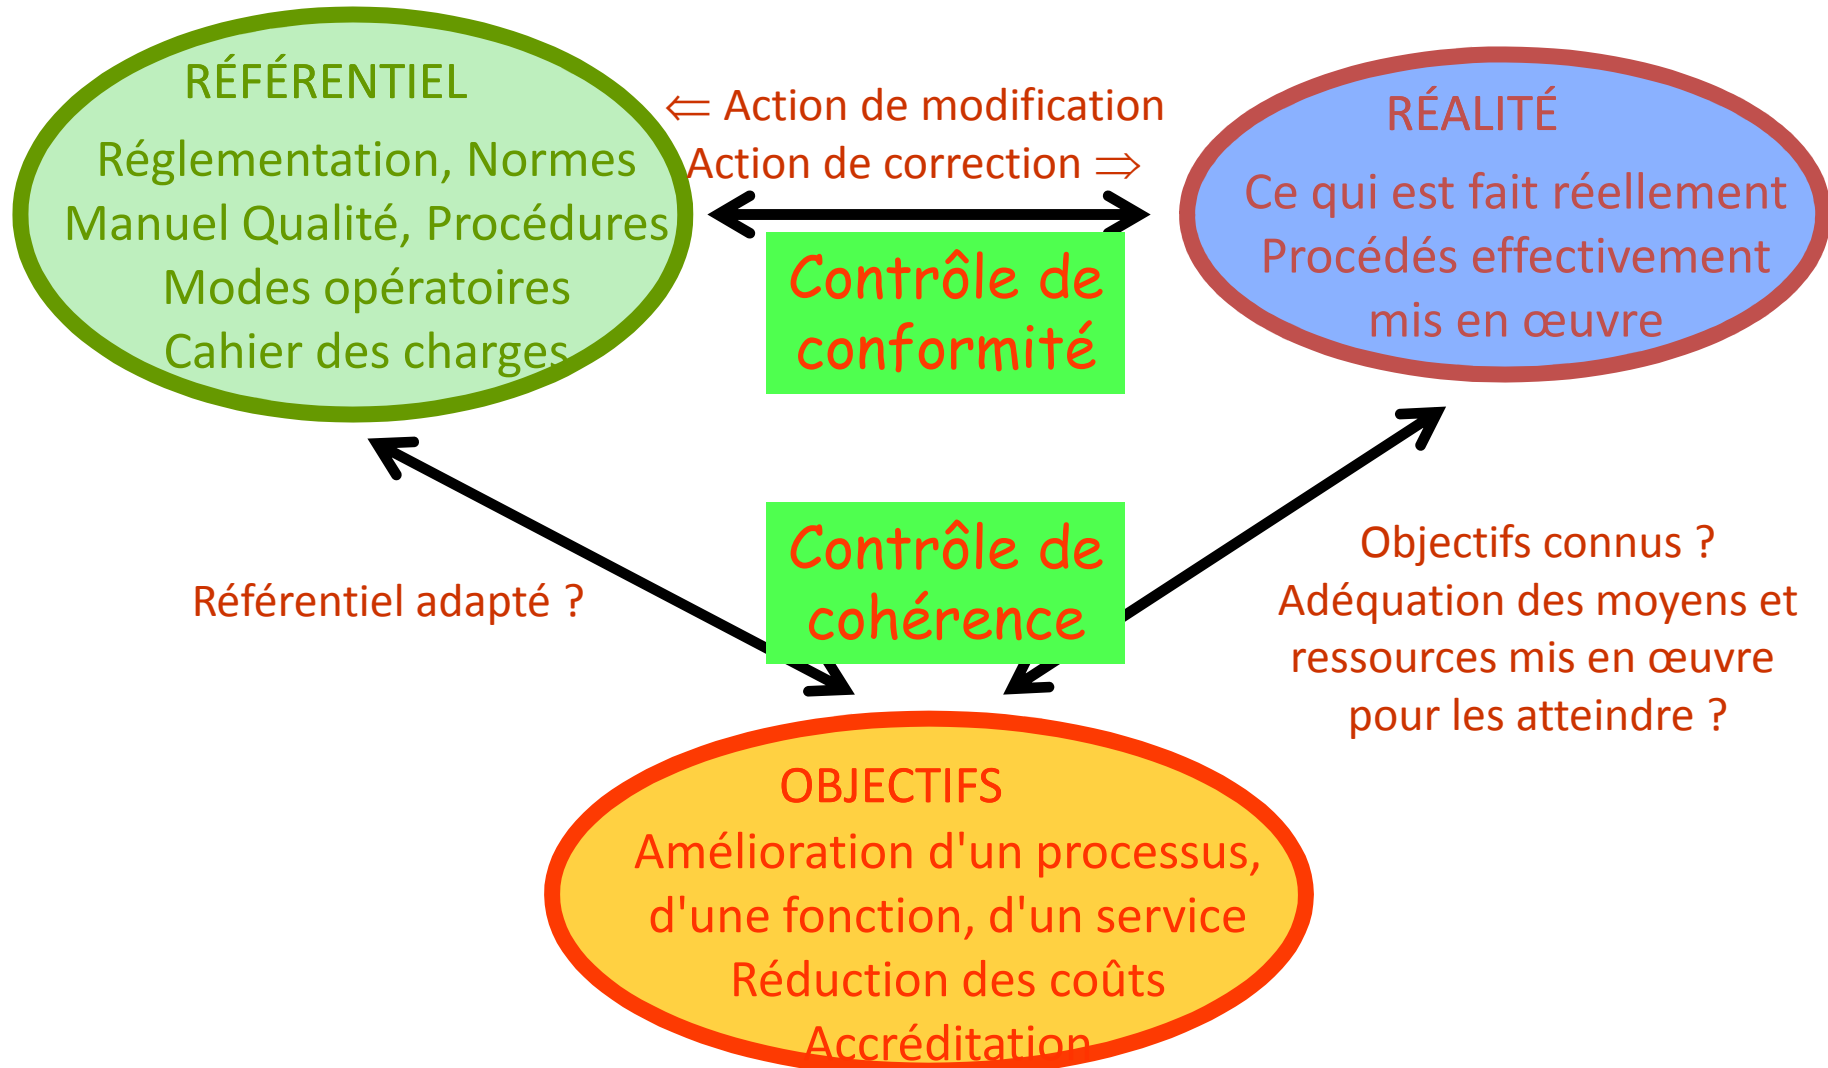 RÉFÉRENTIEL
Réglementation, Normes
Manuel Qualité, Procédures
Modes opératoires
Cahier des charges
⇐ Action de modification
Action de correction ⇒
RÉALITÉ
Ce qui est fait réellement
Procédés effectivement
mis en œuvre
Contrôle de
conformité
Contrôle de
cohérence
Référentiel adapté ?
Objectifs connus ?
Adéquation des moyens et
ressources mis en œuvre
pour les atteindre ?
OBJECTIFS
Amélioration d'un processus,
d'une fonction, d'un service
Réduction des coûts
Accréditation